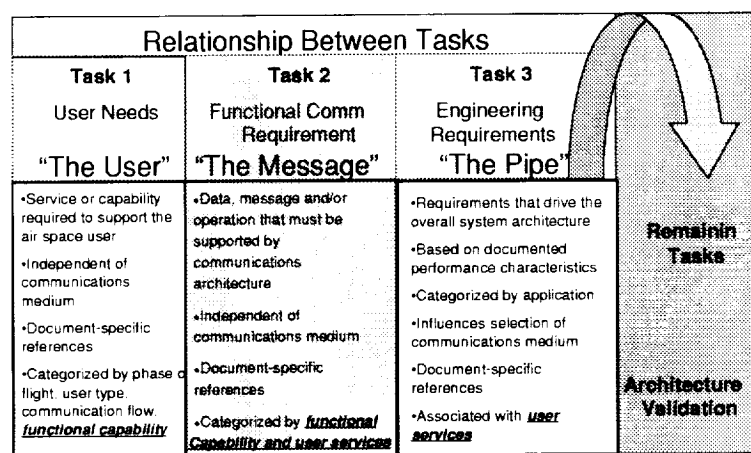 Relationship Between Tasks
Task 1
User Needs
"The User"
•Service or capability
required to support the
air space user
•Independent of
communications
medium
•Document-specific
references
•Categorized by phase o
flight, user type,
communication flow,
functional capability
Task 2
Functional Comm
Requirement
"The Message"
•Data, message and/or
operation that must be
supported by
communications
architecture
•Independent of
communications medium
•Document-specific
references
•Categorized by functional
Capability and user services
Task 3
Engineering
Requirements
"The Pipe"
•Requirements that drive the
overall system architecture
•Based on documented
performance characteristics
•Categorized by application
•Influences selection of
communications medium
•Document-specific
references
•Associated with user
services
Remainin
Tasks
Architecture
Validation